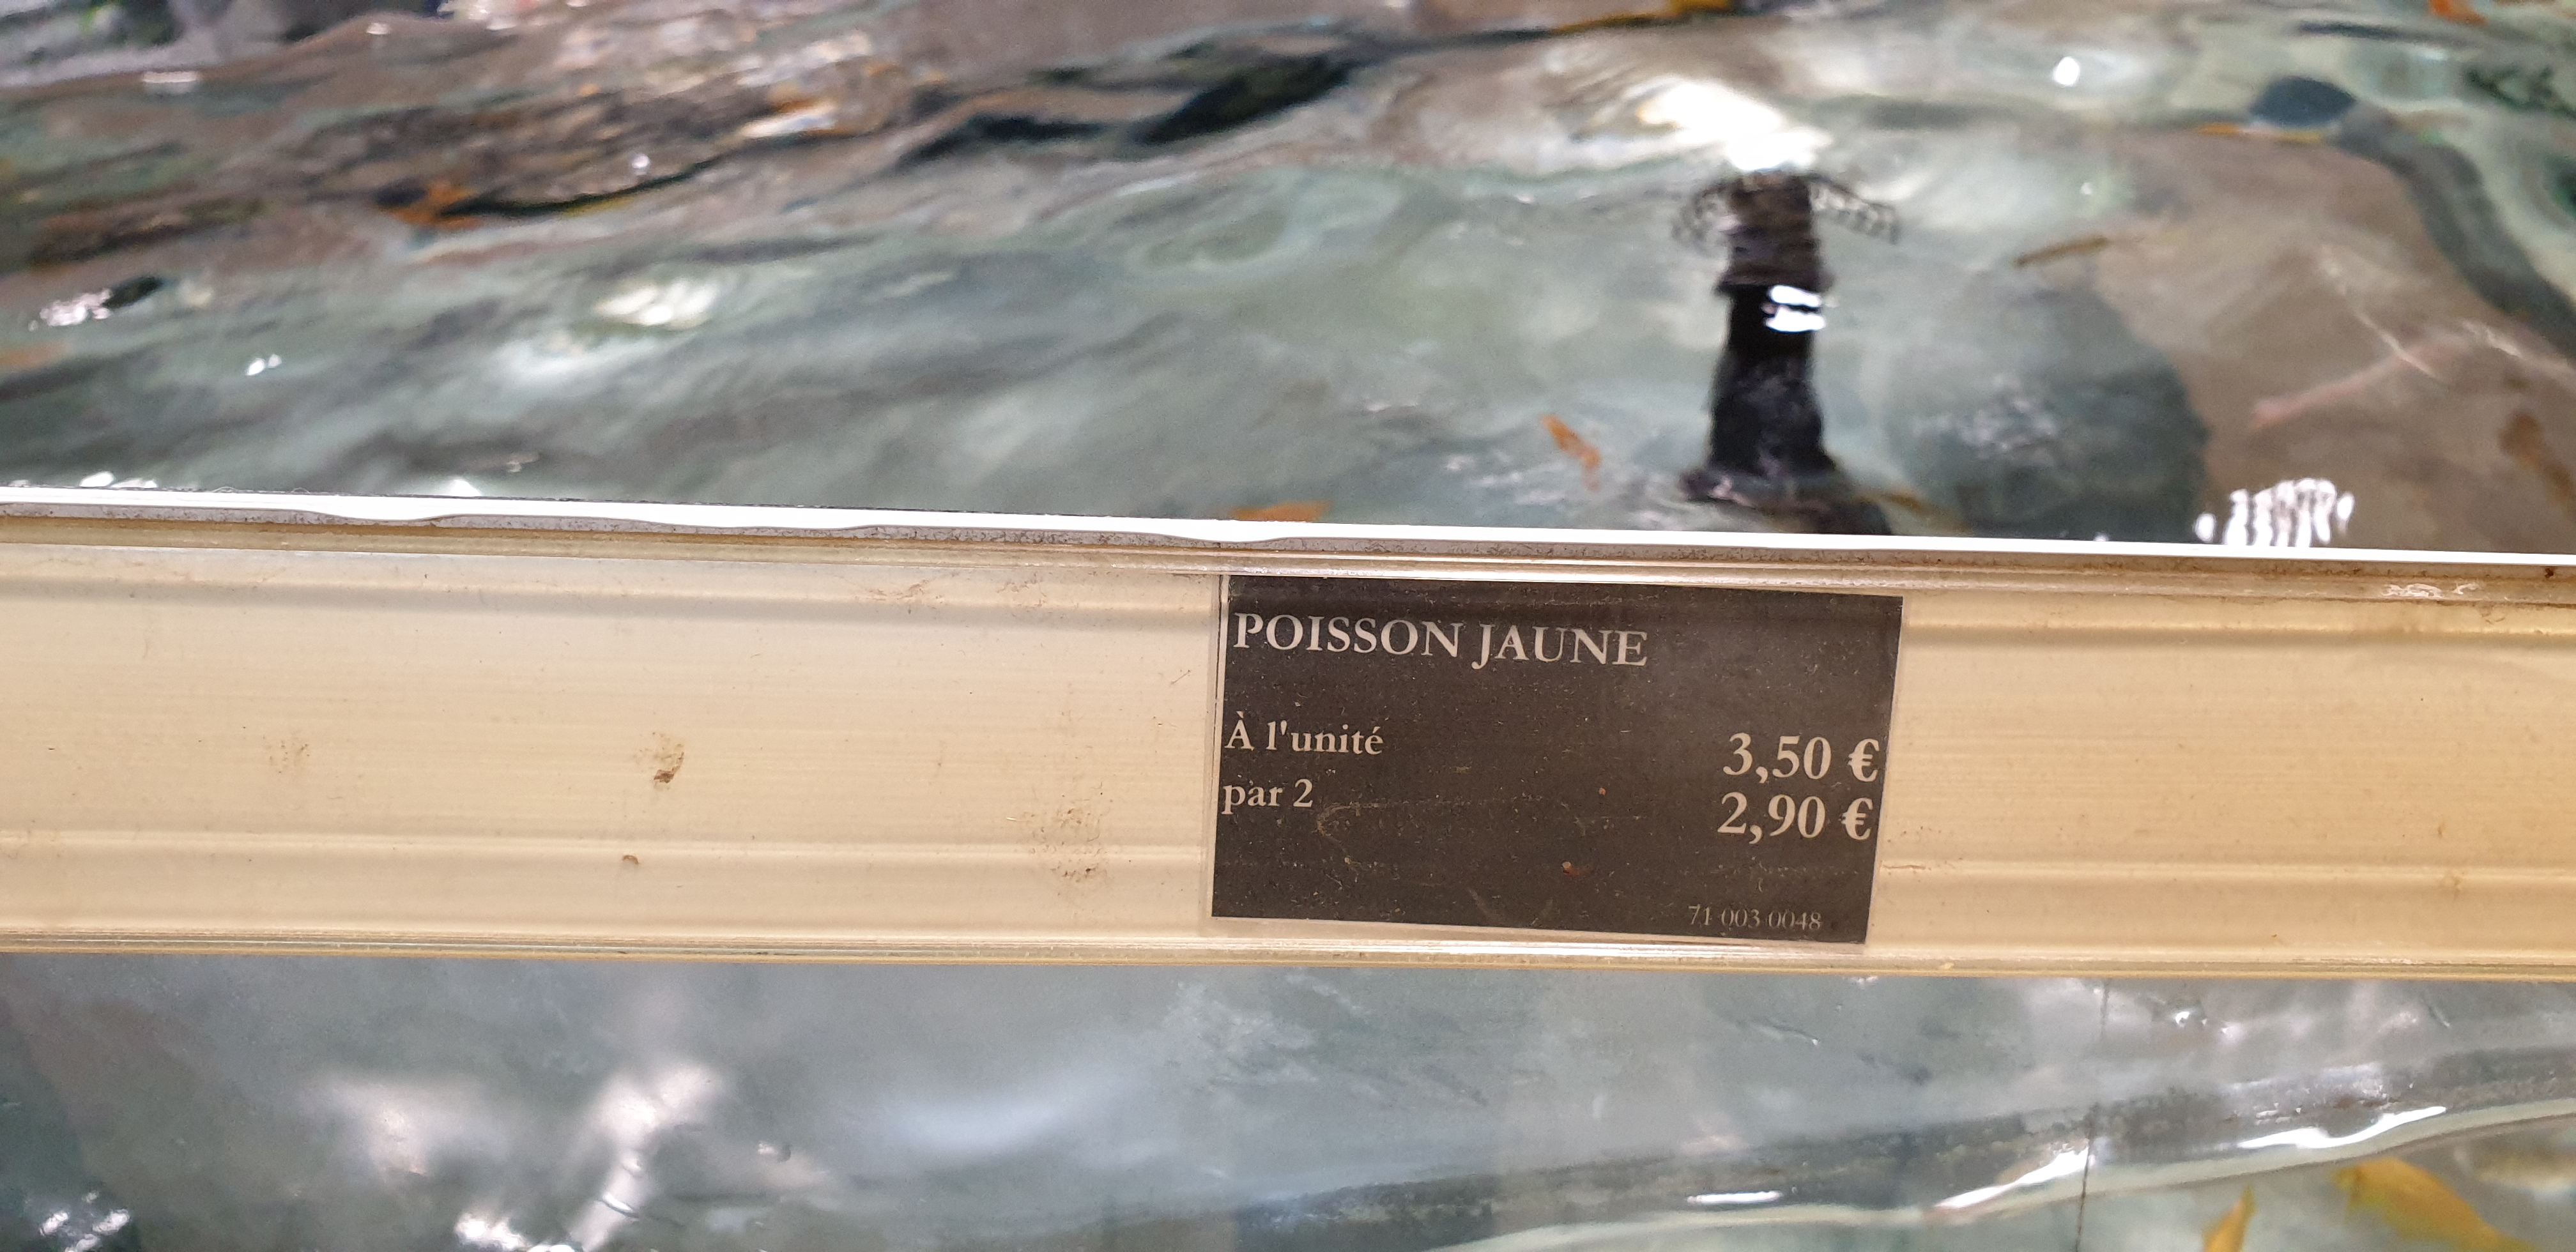 POISSON JAUNE
À l'unité 3,50 €
par 2 2,90 €
71 003 0048